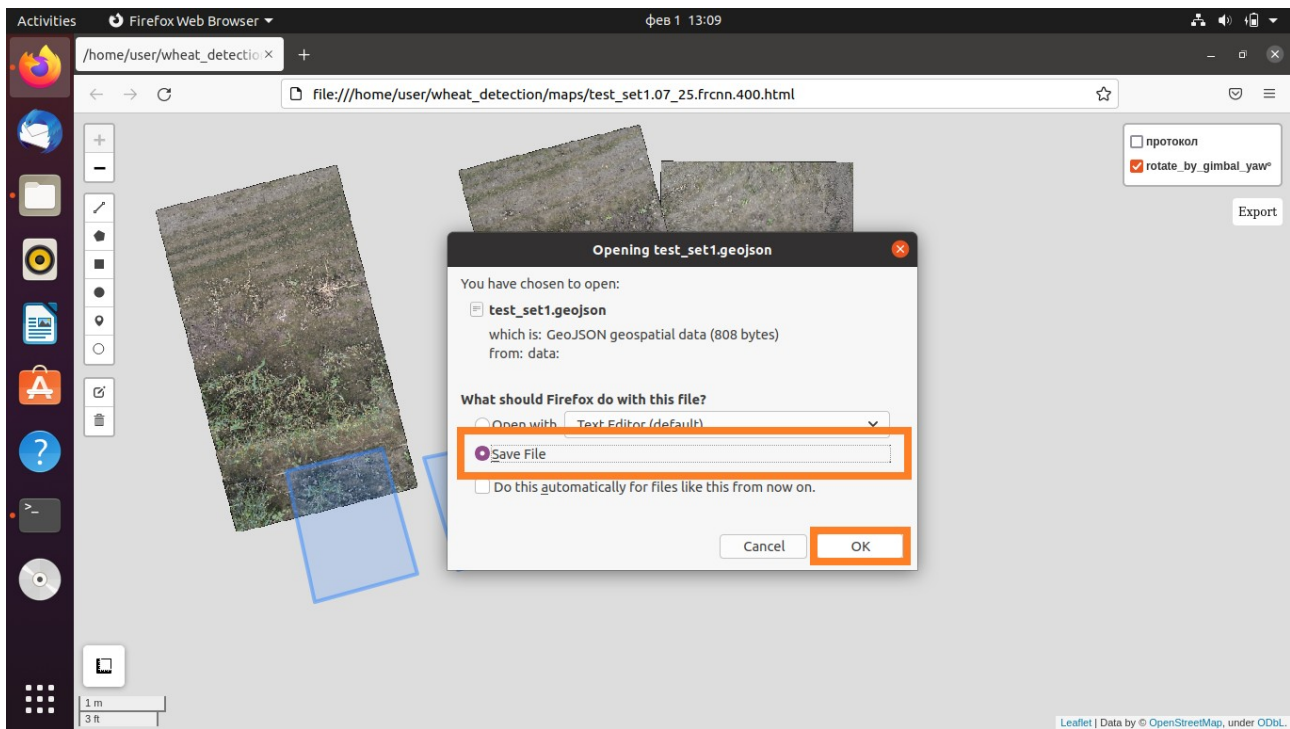 Activities Firefox Web Browser фев 1 13:09
/home/user/wheat_detectio
file:///home/user/wheat_detection/maps/test_set1.07_25.frcnn.400.html
протокол
rotate_by_gimbal_yaw°
Export
Opening test_set1.geojson
You have chosen to open:
test_set1.geojson
which is: GeoJSON geospatial data (808 bytes)
from: data:
What should Firefox do with this file?
Open with Text Editor (default)
Save File
Do this automatically for files like this from now on.
Cancel OK
1 m
3 ft
Leaflet | Data by © OpenStreetMap, under ODbL.